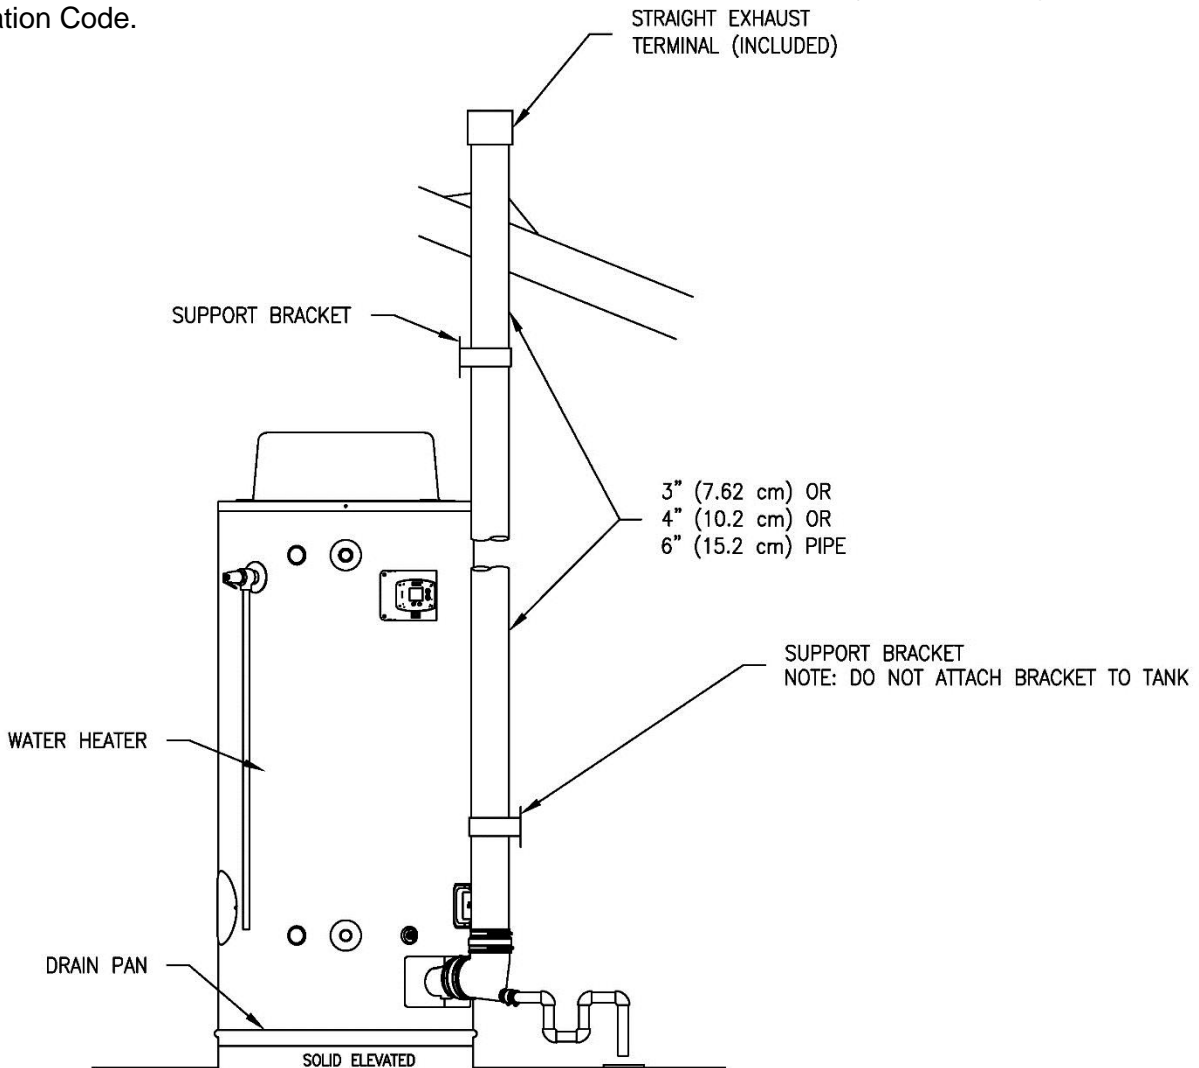 ation Code.
STRAIGHT EXHAUST
TERMINAL (INCLUDED)
SUPPORT BRACKET
3" (7.62 cm) OR
4" (10.2 cm) OR
6" (15.2 cm) PIPE
SUPPORT BRACKET
NOTE: DO NOT ATTACH BRACKET TO TANK
WATER HEATER
DRAIN PAN
SOLID ELEVATED